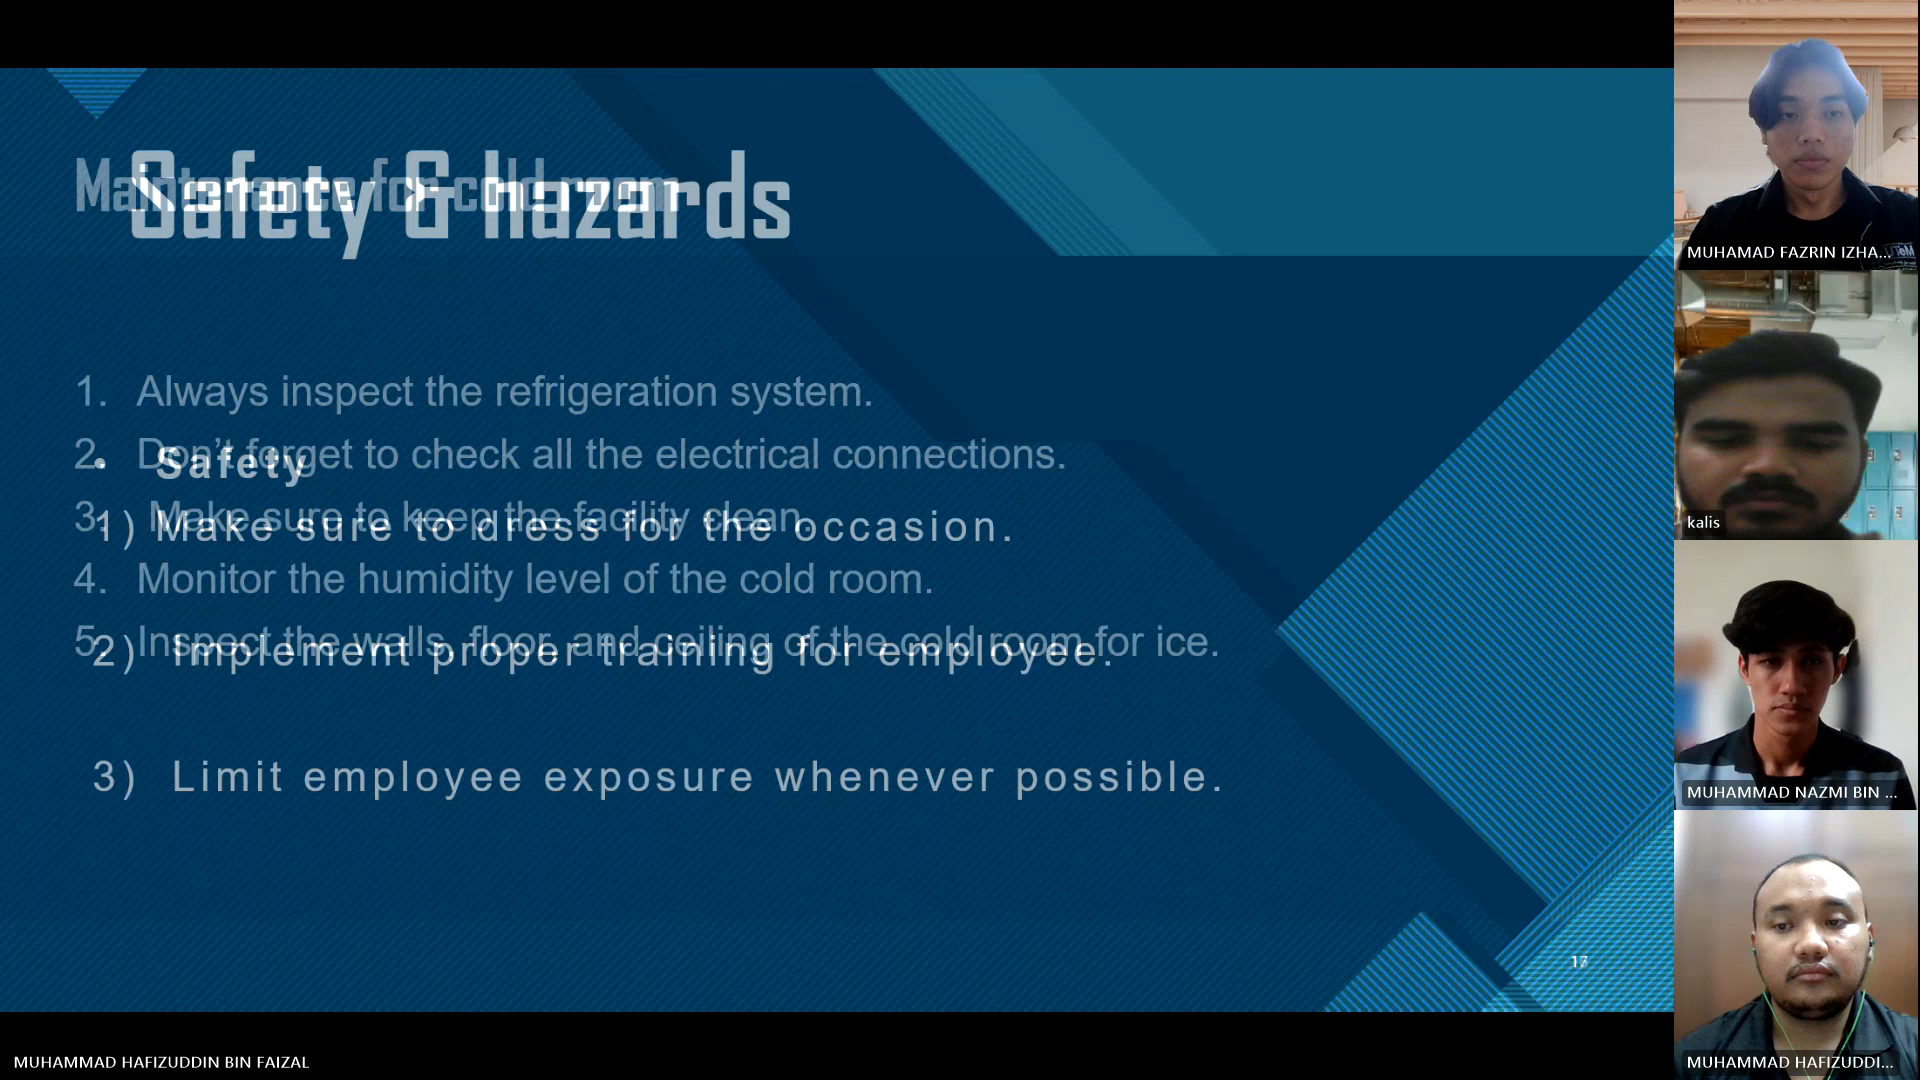 Maintenance for cold room
Safety & hazards
1. Always inspect the refrigeration system.
2. Don't forget to check all the electrical connections.
3. Make sure to keep the facility clean.
4. Monitor the humidity level of the cold room.
5. Inspect the walls, floor, and ceiling of the cold room for ice.
• Safety
1) Make sure to dress for the occasion.
2) Implement proper training for employee.
3) Limit employee exposure whenever possible.
MUHAMMAD HAFIZUDDIN BIN FAIZAL
MUHAMAD FAZRIN IZHA...
kalis
MUHAMMAD NAZMI BIN ...
MUHAMMAD HAFIZUDDI...